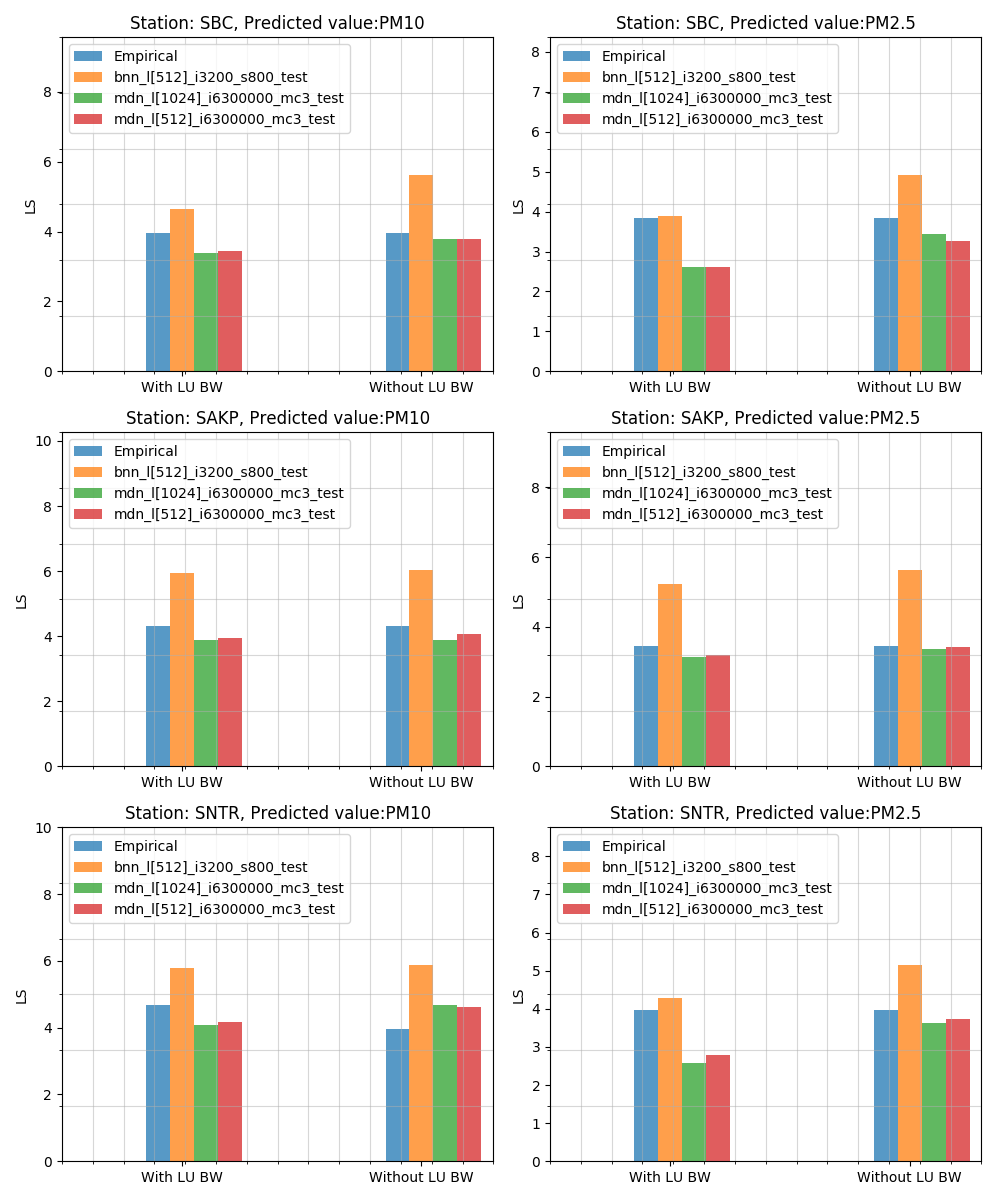 Station: SBC, Predicted value:PM10
LS
8
6
4
2
0
Empirical
bnn_l[512]_i3200_s800_test
mdn_l[1024]_i6300000_mc3_test
mdn_l[512]_i6300000_mc3_test
With LU BW
Without LU BW
Station: SBC, Predicted value:PM2.5
LS
8
7
6
5
4
3
2
1
0
Empirical
bnn_l[512]_i3200_s800_test
mdn_l[1024]_i6300000_mc3_test
mdn_l[512]_i6300000_mc3_test
With LU BW
Without LU BW
Station: SAKP, Predicted value:PM10
LS
10
8
6
4
2
0
Empirical
bnn_l[512]_i3200_s800_test
mdn_l[1024]_i6300000_mc3_test
mdn_l[512]_i6300000_mc3_test
With LU BW
Without LU BW
Station: SAKP, Predicted value:PM2.5
LS
8
6
4
2
0
Empirical
bnn_l[512]_i3200_s800_test
mdn_l[1024]_i6300000_mc3_test
mdn_l[512]_i6300000_mc3_test
With LU BW
Without LU BW
Station: SNTR, Predicted value:PM10
LS
10
8
6
4
2
0
Empirical
bnn_l[512]_i3200_s800_test
mdn_l[1024]_i6300000_mc3_test
mdn_l[512]_i6300000_mc3_test
With LU BW
Without LU BW
Station: SNTR, Predicted value:PM2.5
LS
8
7
6
5
4
3
2
1
0
Empirical
bnn_l[512]_i3200_s800_test
mdn_l[1024]_i6300000_mc3_test
mdn_l[512]_i6300000_mc3_test
With LU BW
Without LU BW